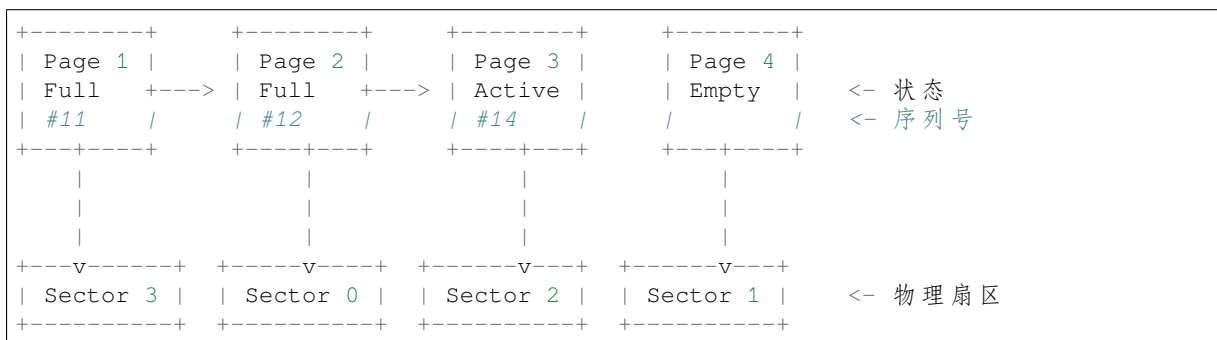 +--------+     +--------+     +--------+     +--------+
| Page 1 |     | Page 2 |     | Page 3 |     | Page 4 |
| Full   +---> | Full   +---> | Active |     | Empty  |   <- 状态
| #11    |     | #12    |     | #14    |     |        |   <- 序列号
+---+----+     +----+---+     +----+---+     +---+----+
    |               |              |             |
    |               |              |             |
    |               |              |             |
+---v------+  +-----v----+  +------v---+  +------v---+
| Sector 3 |  | Sector 0 |  | Sector 2 |  | Sector 1 |   <- 物理扇区
+----------+  +----------+  +----------+  +----------+